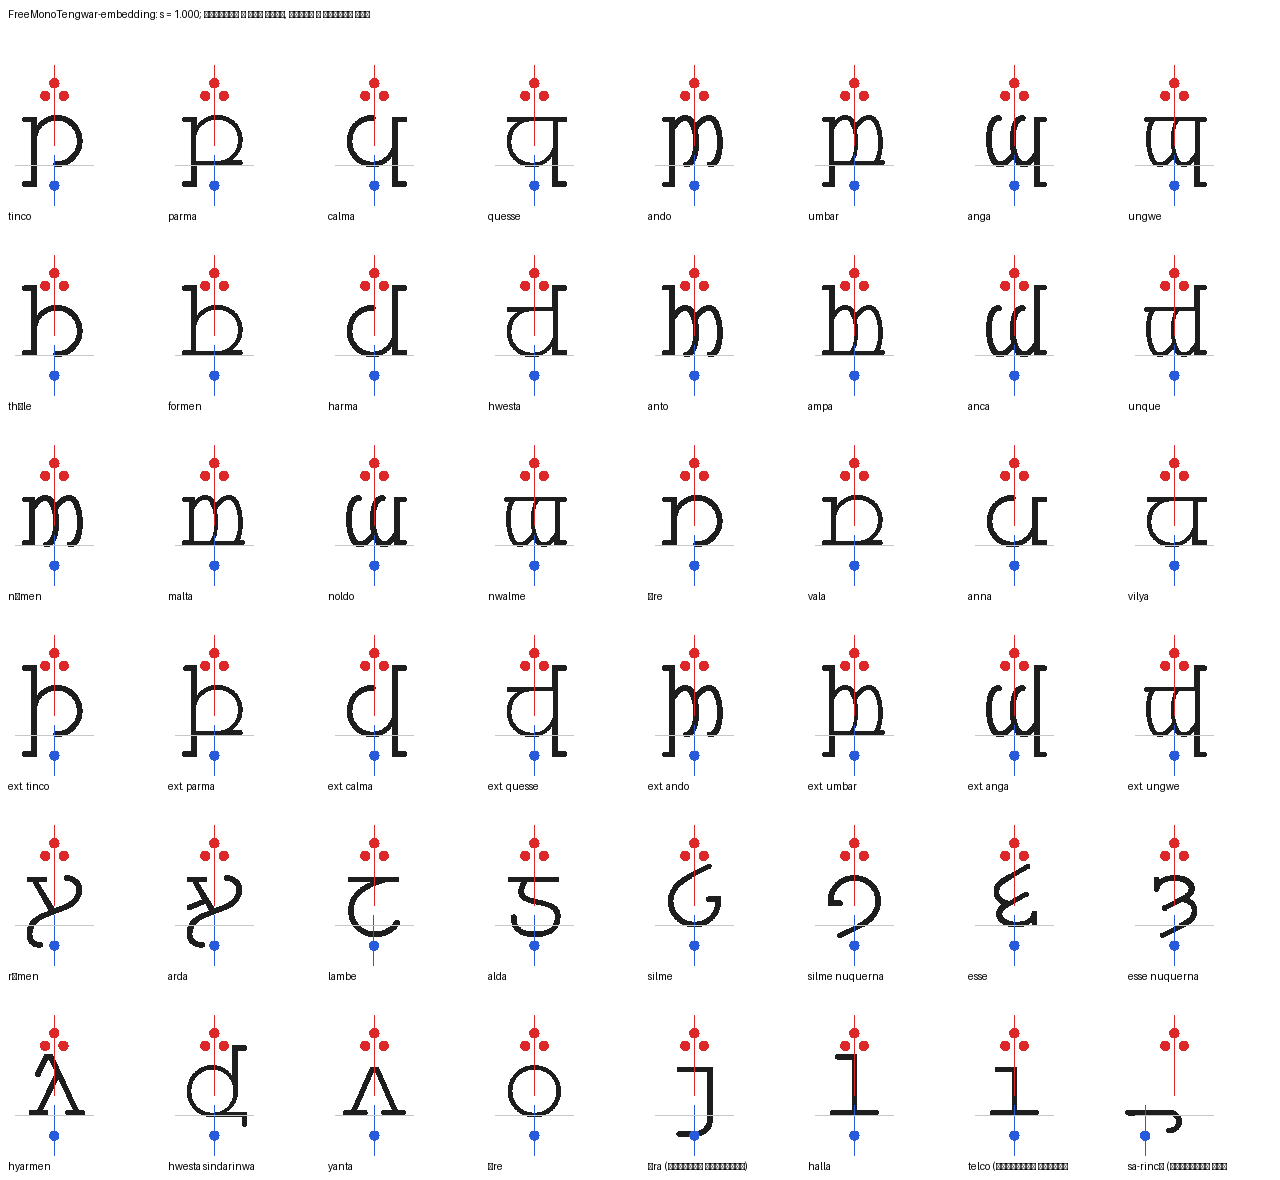 FreeMonoTengwar-embedding: s = 1.000;
tinco parma calma quesse ando umbar anga ungwe
formen harma hwesta anto ampa anca unque
malta noldo nwalme vala anna vilya
ext. tinco ext. parma ext. calma ext. quesse ext. ando ext. umbar ext. anga ext. ungwe
arda lambe alda silme silme nuquerna esse esse nuquerna
hyarmen hwesta sindarinwa yanta halla telco